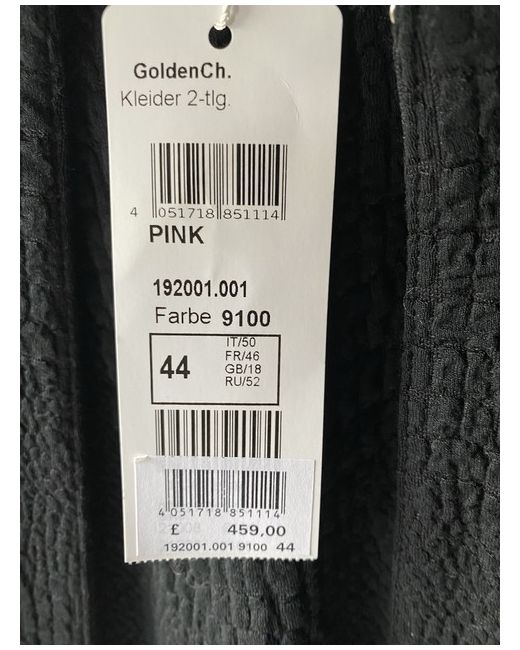 GoldenCh.
Kleider 2-tlg.
4 051718 851114
PINK
192001.001
Farbe 9100
44
IT/50
FR/46
GB/18
RU/52
4 051718 851114
£ 459,00
192001.001 9100 44